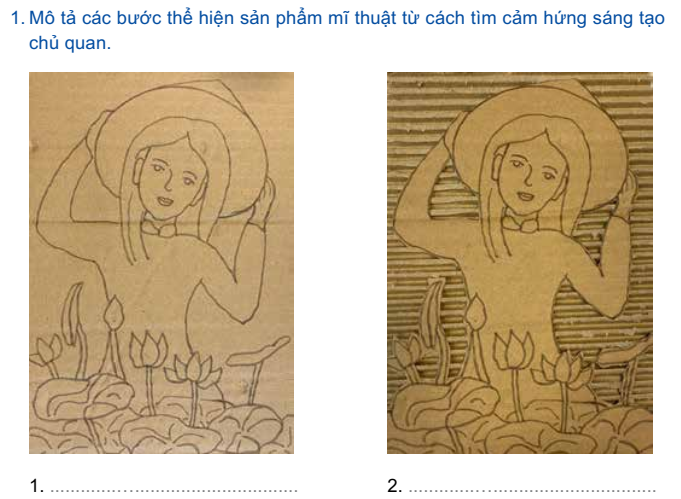 1. Mô tả các bước thể hiện sản phẩm mĩ thuật từ cách tìm cảm hứng sáng tạo
chủ quan.
1. ................................................
2. ................................................